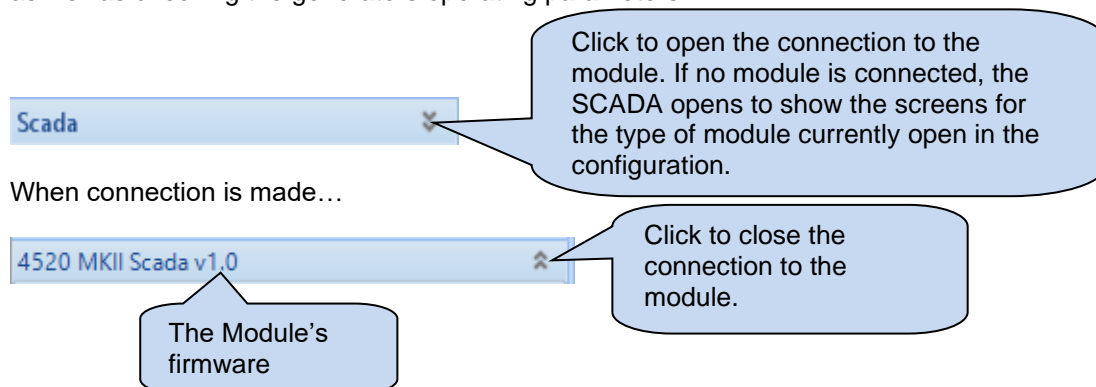 Click to open the connection to the
module. If no module is connected, the
SCADA opens to show the screens for
the type of module currently open in the
configuration.
Scada
When connection is made…
4520 MKII Scada v1.0
Click to close the
connection to the
module.
The Module’s
firmware